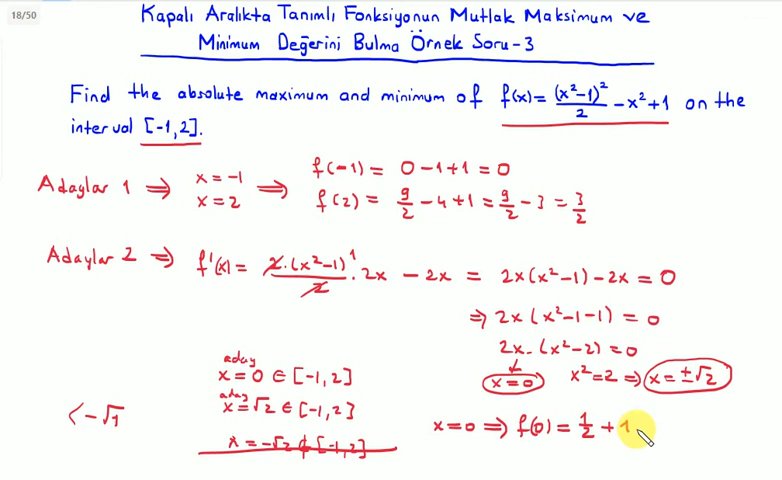 18/50
Kapalı Aralıkta Tanımlı Fonksiyonun Mutlak Maksimum ve
Minimum Değerini Bulma Örnek Soru-3
Find the absolute maximum and minimum of f(x)= (x²-1)²/2 - x²+1 on the
interval [-1,2].
Adaylar 1 ⇒ x=-1 ⇒ f(-1) = 0-1+1=0
x=2 f(2) = 9/2 - 4+1 = 9/2 - 3 = 3/2
Adaylar 2 ⇒ f'(x) = 2.(x²-1)¹/2 . 2x - 2x = 2x(x²-1)-2x = 0
⇒ 2x(x²-1-1) = 0
2x.(x²-2) = 0
x=0 x²=2 ⇒ x=±√2
aday
x=0 ∈ [-1,2]
aday
x=√2 ∈ [-1,2]
x=-√2 ∉ [-1,2]
<-√1
x=0 ⇒ f(0) = 1/2 + 1